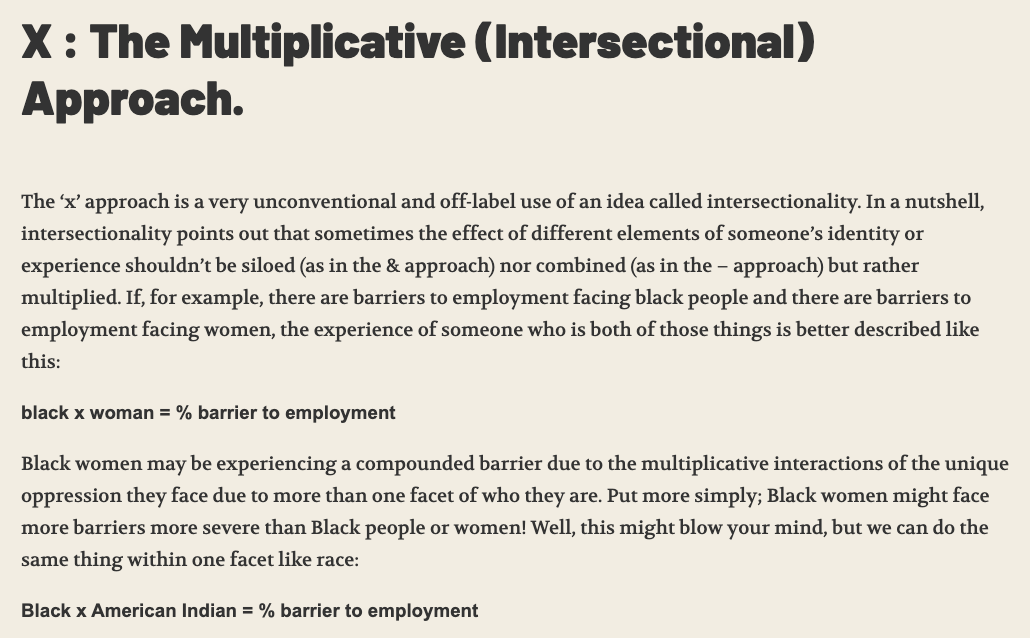 X : The Multiplicative (Intersectional)
Approach.
The ‘x’ approach is a very unconventional and off-label use of an idea called intersectionality. In a nutshell,
intersectionality points out that sometimes the effect of different elements of someone’s identity or
experience shouldn’t be siloed (as in the & approach) nor combined (as in the – approach) but rather
multiplied. If, for example, there are barriers to employment facing black people and there are barriers to
employment facing women, the experience of someone who is both of those things is better described like
this:
black x woman = % barrier to employment
Black women may be experiencing a compounded barrier due to the multiplicative interactions of the unique
oppression they face due to more than one facet of who they are. Put more simply; Black women might face
more barriers more severe than Black people or women! Well, this might blow your mind, but we can do the
same thing within one facet like race:
Black x American Indian = % barrier to employment